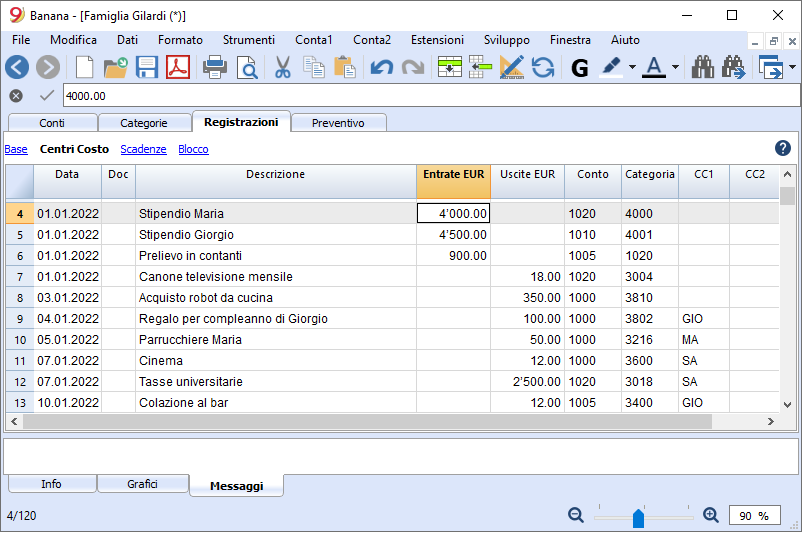 Banana - [Famiglia Gilardi (*)]
File Modifica Dati Formato Strumenti Conta1 Conta2 Estensioni Sviluppo Finestra Aiuto
G A
4000.00
Conti Categorie Registrazioni Preventivo
Base Centri Costo Scadenze Blocco ?
Data Doc Descrizione Entrate EUR Uscite EUR Conto Categoria CC1 CC2
4 01.01.2022 Stipendio Maria 4'000.00 1020 4000
5 01.01.2022 Stipendio Giorgio 4'500.00 1010 4001
6 01.01.2022 Prelievo in contanti 900.00 1005 1020
7 01.01.2022 Canone televisione mensile 18.00 1020 3004
8 03.01.2022 Acquisto robot da cucina 350.00 1000 3810
9 04.01.2022 Regalo per compleanno di Giorgio 100.00 1000 3802 GIO
10 05.01.2022 Parrucchiere Maria 50.00 1000 3216 MA
11 07.01.2022 Cinema 12.00 1000 3600 SA
12 07.01.2022 Tasse universitarie 2'500.00 1020 3018 SA
13 10.01.2022 Colazione al bar 12.00 1005 3400 GIO
Info Grafici Messaggi
4/120 90 %